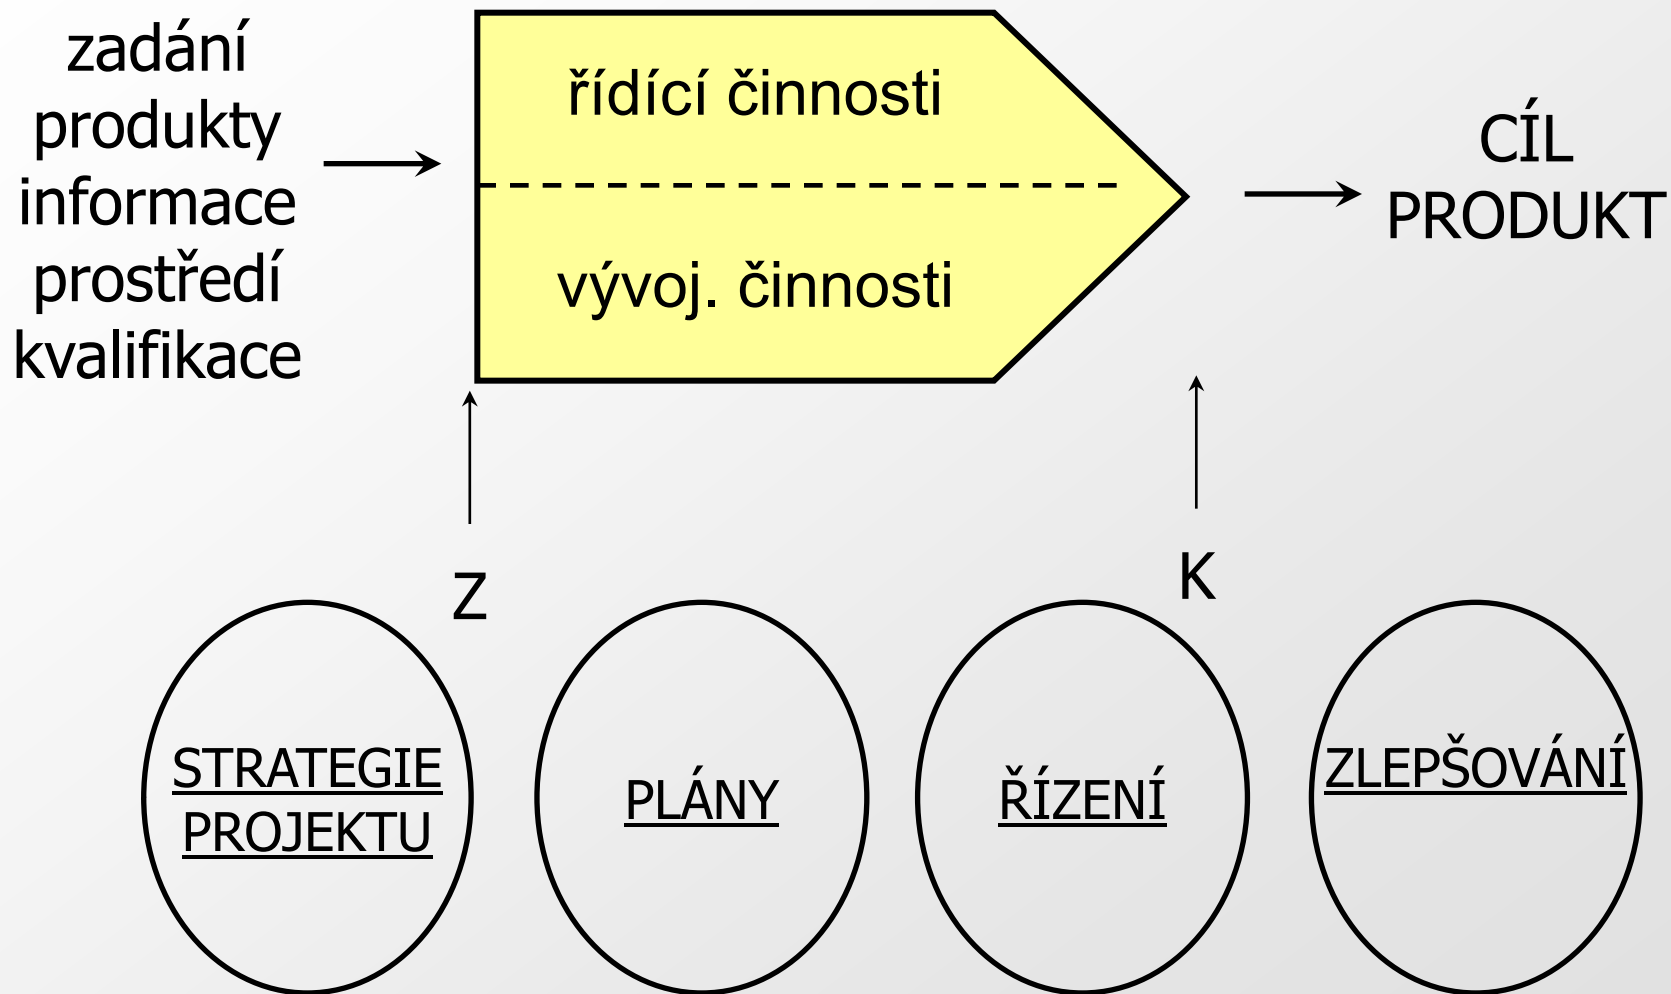 zadání
produkty
informace
prostředí
kvalifikace
řídící činnosti
vývoj. činnosti
CÍL
PRODUKT
Z
K
STRATEGIE
PROJEKTU
PLÁNY
ŘÍZENÍ
ZLEPŠOVÁNÍ